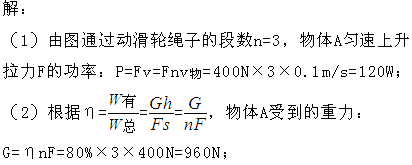 解：
（1）由图通过动滑轮绳子的段数n=3，物体A匀速上升
拉力F的功率：P=Fv=Fnv物=400N×3×0.1m/s=120W；
（2）根据η=W有/W总=Gh/Fs=G/nF，物体A受到的重力：
G=ηnF=80%×3×400N=960N；